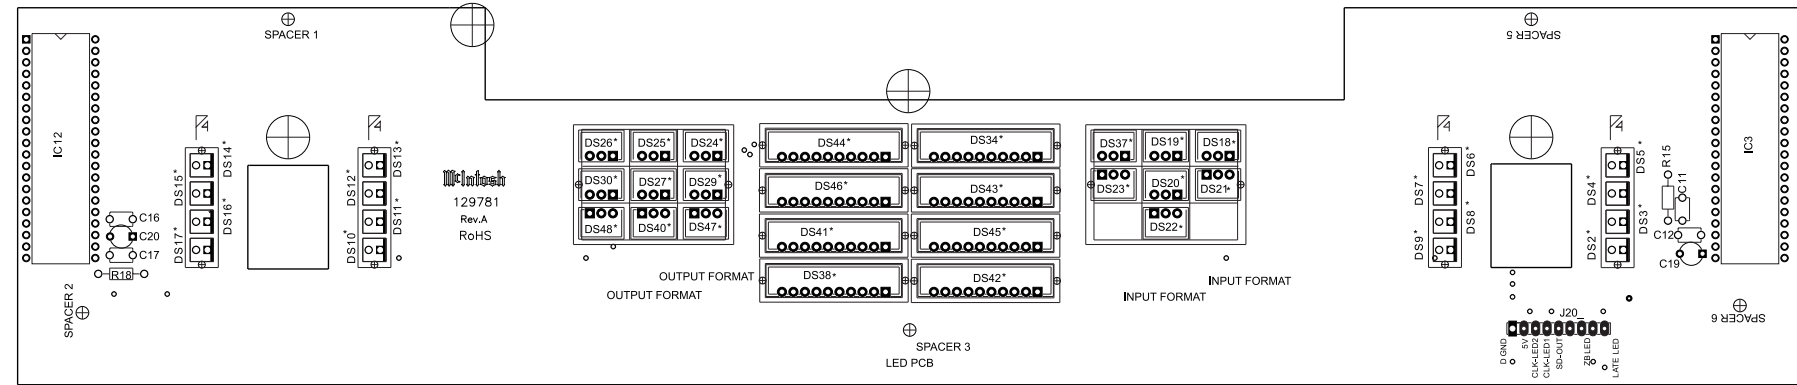 SPACER 1
SPACER 5
IC12
IC3
DS14*
DS15*
DS16*
DS17*
DS13*
DS12*
DS11*
DS10*
C16
C20
C17
R18
SPACER 2
McIntosh
129781
Rev.A
RoHS
DS26*
DS25*
DS24*
DS30*
DS27*
DS29*
DS48*
DS40*
DS47*
OUTPUT FORMAT
OUTPUT FORMAT
DS44*
DS34*
DS46*
DS43*
DS41*
DS45*
DS38*
DS42*
SPACER 3
LED PCB
DS37*
DS19*
DS18*
DS23*
DS20*
DS21*
DS22*
INPUT FORMAT
INPUT FORMAT
DS6*
DS7*
DS8*
DS9*
DS5*
DS4*
DS3*
DS2*
R15
C11
C12
C19
SPACER 6
J20
D GND
5V
CLK-LED2
CLK-LED1
SD-OUT
ZBLED
LATE LED